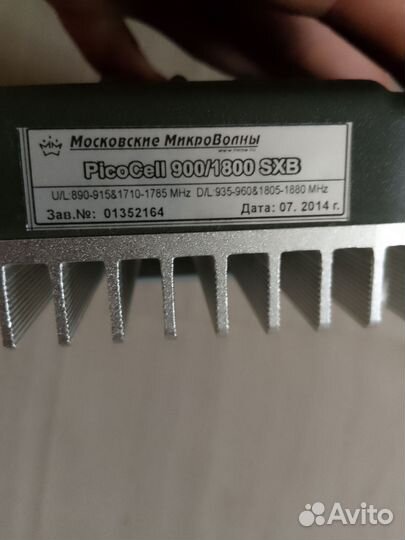 Московские МикроВолны
PicoCell 900/1800 SXB
U/L:890-915&1710-1785 MHz D/L:935-960&1805-1880 MHz
Зав.№: 01352164 Дата: 07. 2014 г.
Avito